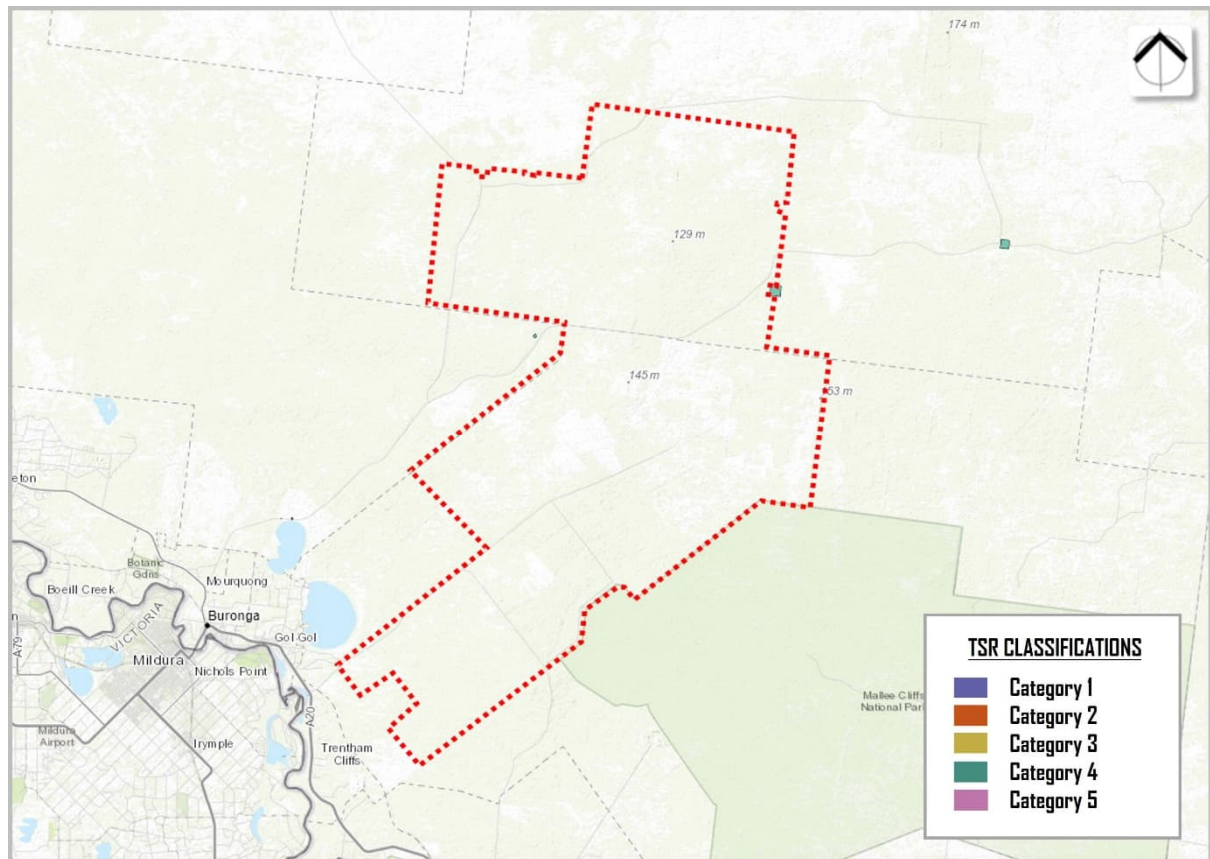 174 m
129 m
145 m
53 m
eton
Botanic
Gdns
Mourquong
Boeill Creek
VICTORIA
Buronga
A79
Gol Gol
Mildura
Nichols Point
A20
Mildura
Airport
Irymple
Trentham
Cliffs
Mallee Cliffs
National Park
TSR CLASSIFICATIONS
Category 1
Category 2
Category 3
Category 4
Category 5